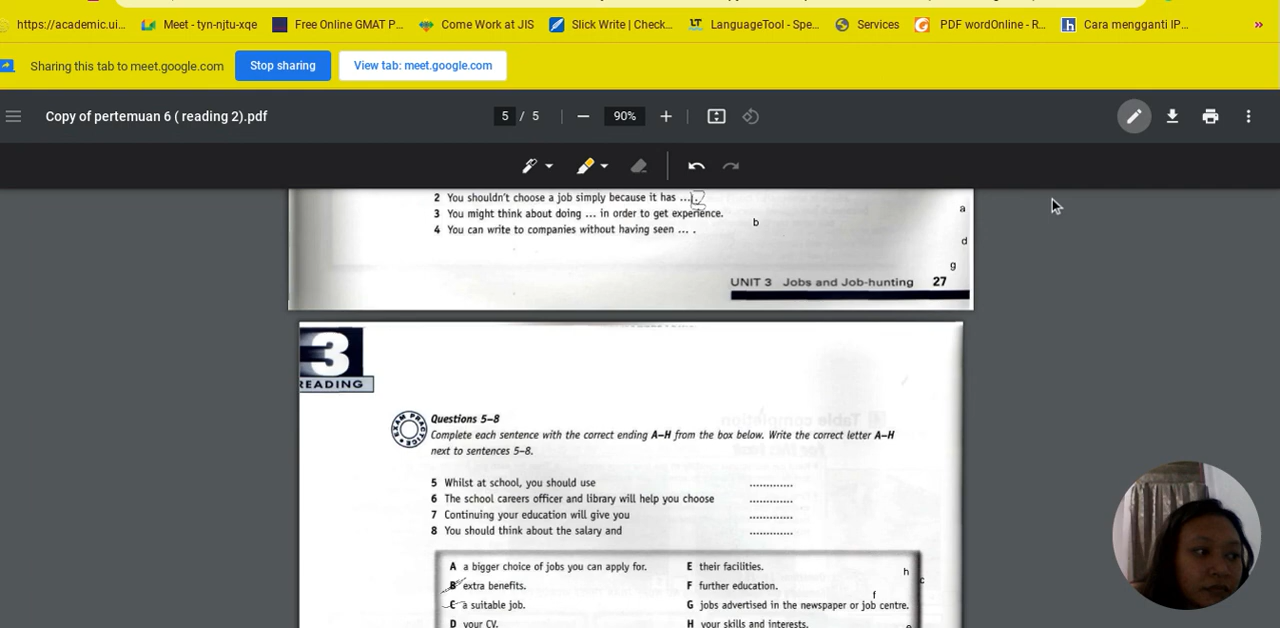 https://academic.ui... Meet - tyn-njtu-xqe Free Online GMAT P... Come Work at JIS Slick Write | Check... LanguageTool - Spe... Services PDF wordOnline - R... Cara mengganti IP... »
Sharing this tab to meet.google.com Stop sharing View tab: meet.google.com
Copy of pertemuan 6 ( reading 2).pdf 5 / 5 90%
2 You shouldn't choose a job simply because it has ... .
3 You might think about doing ... in order to get experience.
4 You can write to companies without having seen ... .
a
b
d
g
UNIT 3 Jobs and Job-hunting 27
3
READING
EXAM PRACTICE
Questions 5–8
Complete each sentence with the correct ending A–H from the box below. Write the correct letter A–H
next to sentences 5–8.
5 Whilst at school, you should use .............
6 The school careers officer and library will help you choose .............
7 Continuing your education will give you .............
8 You should think about the salary and .............
A a bigger choice of jobs you can apply for. E their facilities.
h
B extra benefits. F further education.
c
f
C a suitable job. G jobs advertised in the newspaper or job centre.
D your CV. H your skills and interests.
e